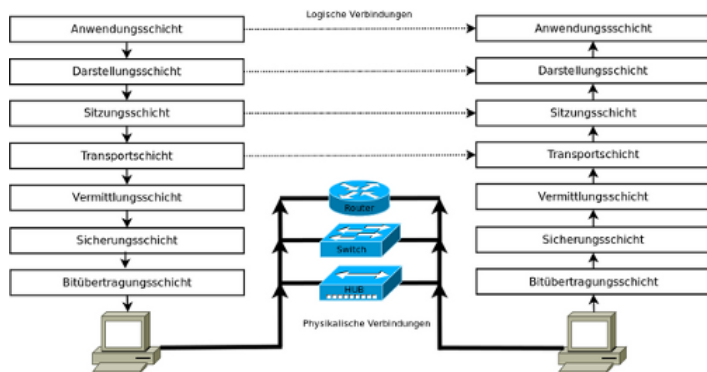 Logische Verbindungen
Anwendungsschicht
Darstellungsschicht
Sitzungsschicht
Transportschicht
Vermittlungsschicht
Sicherungsschicht
Bitübertragungsschicht
Router
Switch
HUB
Physikalische Verbindungen
Anwendungssschicht
Darstellungsschicht
Sitzungsschicht
Transportschicht
Vermittlungsschicht
Sicherungsschicht
Bitübertragungsschicht